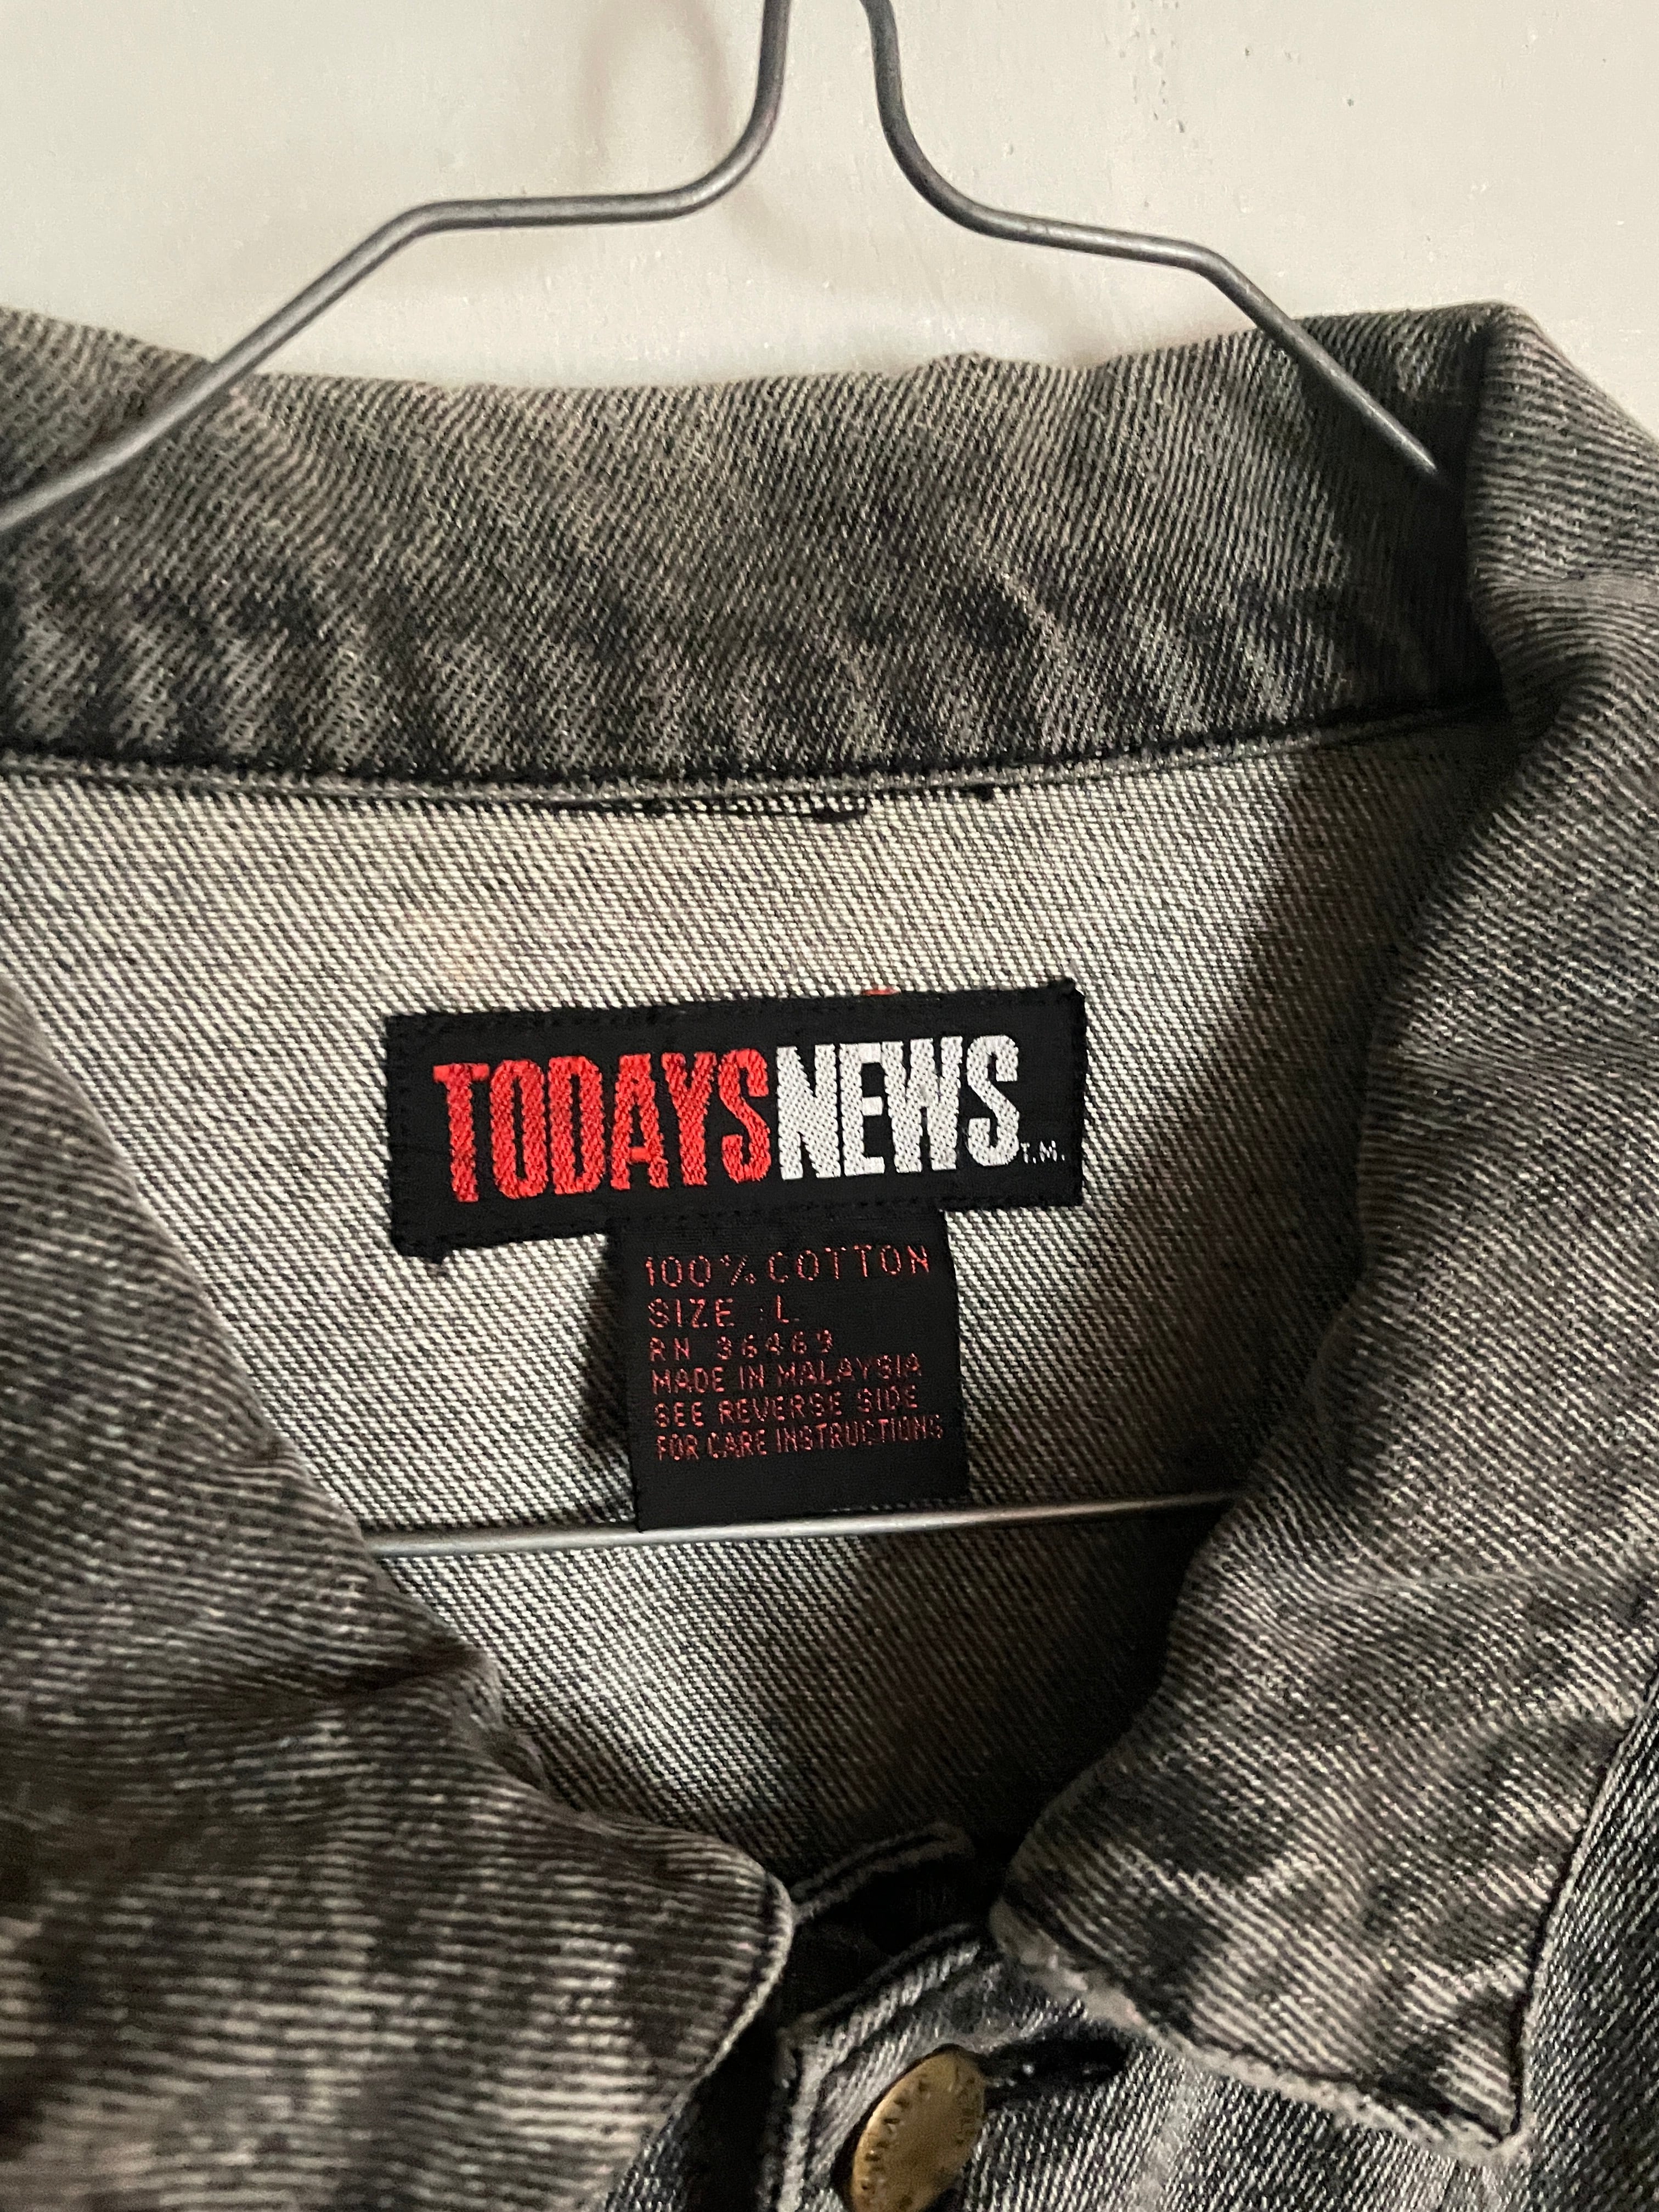 TODAYSNEWS T.M.
100% COTTON
SIZE : L
RN 36469
MADE IN MALAYSIA
SEE REVERSE SIDE
FOR CARE INSTRUCTIONS